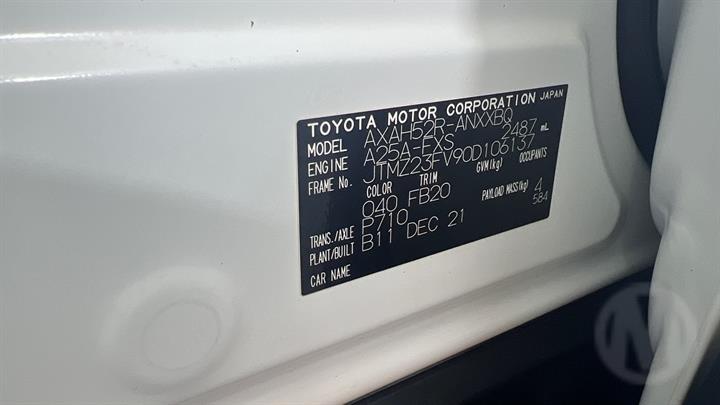 TOYOTA MOTOR CORPORATION JAPAN
MODEL AXAH52R-ANXXBQ
ENGINE A25A-FXS 2487 mL
FRAME No. JTMZ23FV90D106137
COLOR TRIM GVM(kg) OCCUPANTS
040 FB20 PAYLOAD MASS(kg) 4
584
TRANS./AXLE P710
PLANT/BUILT B11 DEC 21
CAR NAME
M